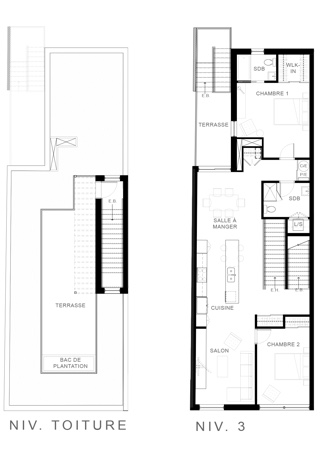 SDB
WLK-
IN
E B
CHAMBRE 1
TERRASSE
E B
SDB
L/S
SALLE À
MANGER
E H
E B
TERRASSE
CUISINE
CHAMBRE 2
SALON
BAC DE
PLANTATION
NIV. TOITURE
NIV. 3